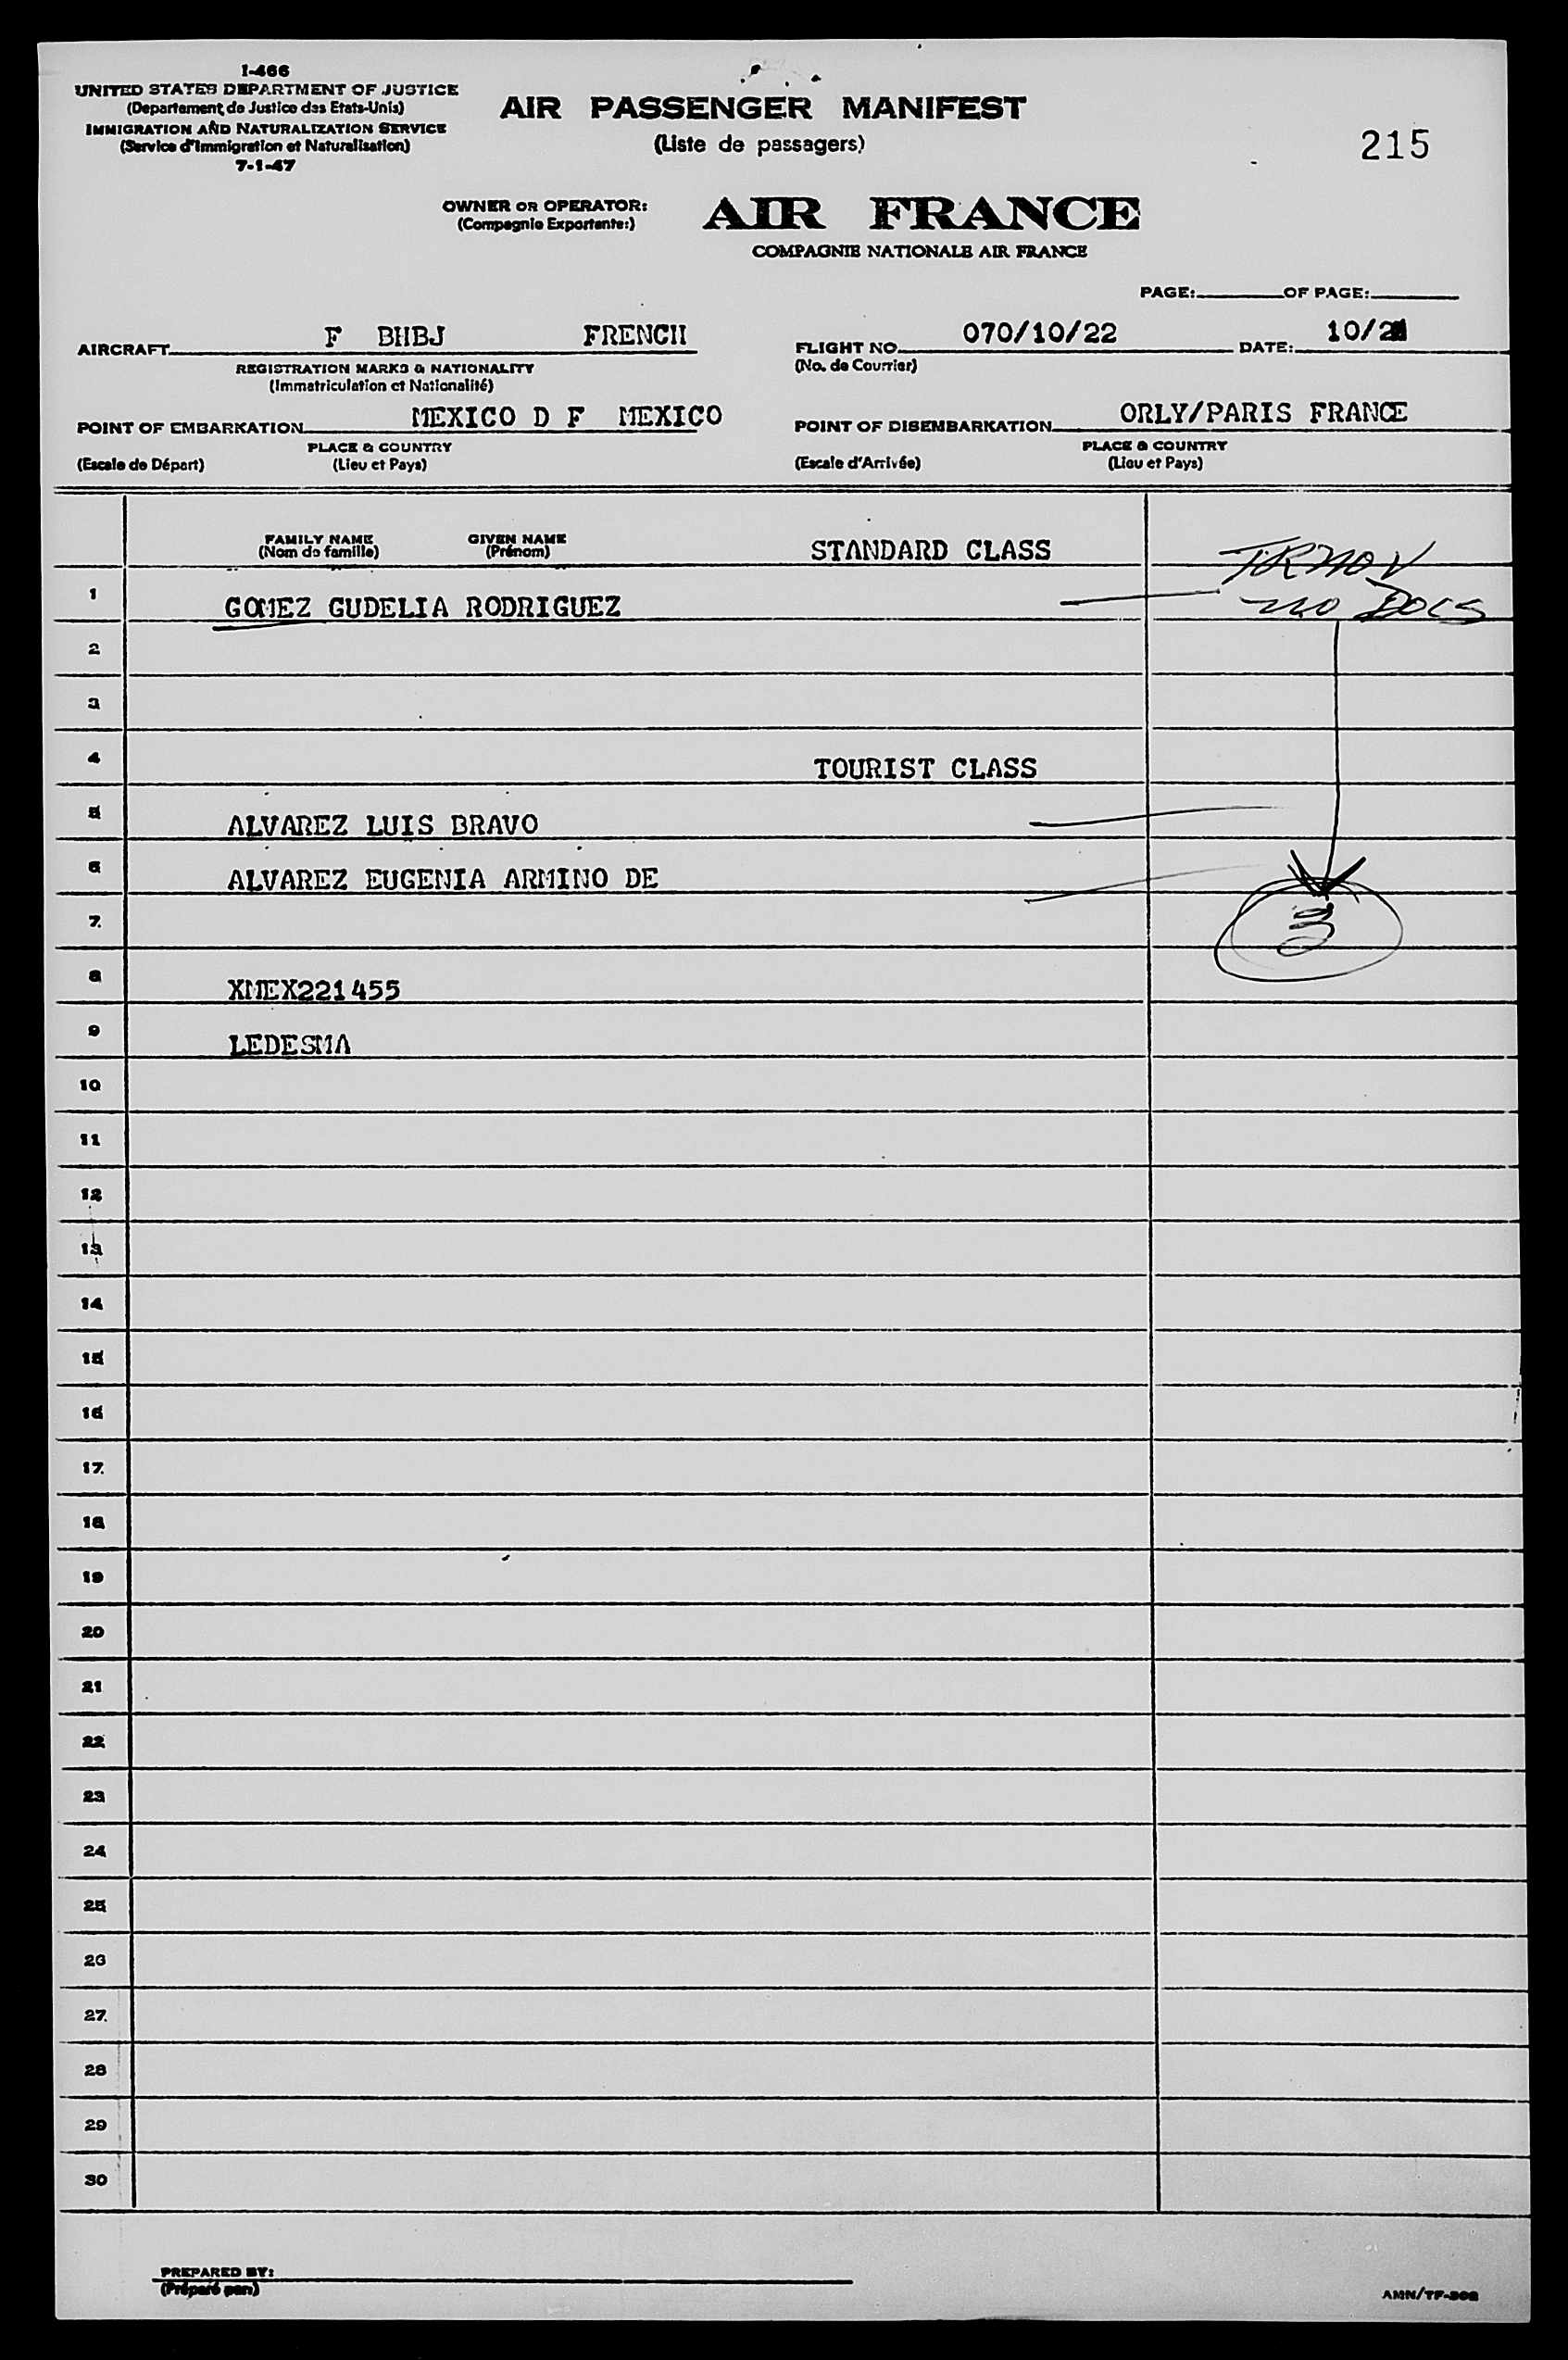 I-466
UNITED STATES DEPARTMENT OF JUSTICE
(Departement de Justice des Etats-Unis)
IMMIGRATION AND NATURALIZATION SERVICE
(Service d'Immigration et Naturalisation)
7-1-47
AIR PASSENGER MANIFEST
(Liste de passagers)
215
OWNER OR OPERATOR: AIR FRANCE
(Compagnie Exportante:)
COMPAGNIE NATIONALE AIR FRANCE
PAGE: OF PAGE:
AIRCRAFT F BHBJ FRENCH
REGISTRATION MARKS & NATIONALITY
(Immatriculation et Nationalité)
FLIGHT NO. 070/10/22 DATE: 10/2
(No. de Courrier)
POINT OF EMBARKATION MEXICO D F MEXICO
PLACE & COUNTRY
(Escale de Départ) (Lieu et Pays)
POINT OF DISEMBARKATION ORLY/PARIS FRANCE
PLACE & COUNTRY
(Escale d'Arrivée) (Lieu et Pays)
FAMILY NAME GIVEN NAME STANDARD CLASS
(Nom de famille) (Prénom)
no Docs
1 GOMEZ GUDELIA RODRIGUEZ
2
3
4 TOURIST CLASS
5 ALVAREZ LUIS BRAVO
6 ALVAREZ EUGENIA ARMINO DE
7 3
8 XMEX221455
9 LEDESMA
10
11
12
13
14
15
16
17
18
19
20
21
22
23
24
25
26
27
28
29
30
PREPARED BY:
(Préparé par)